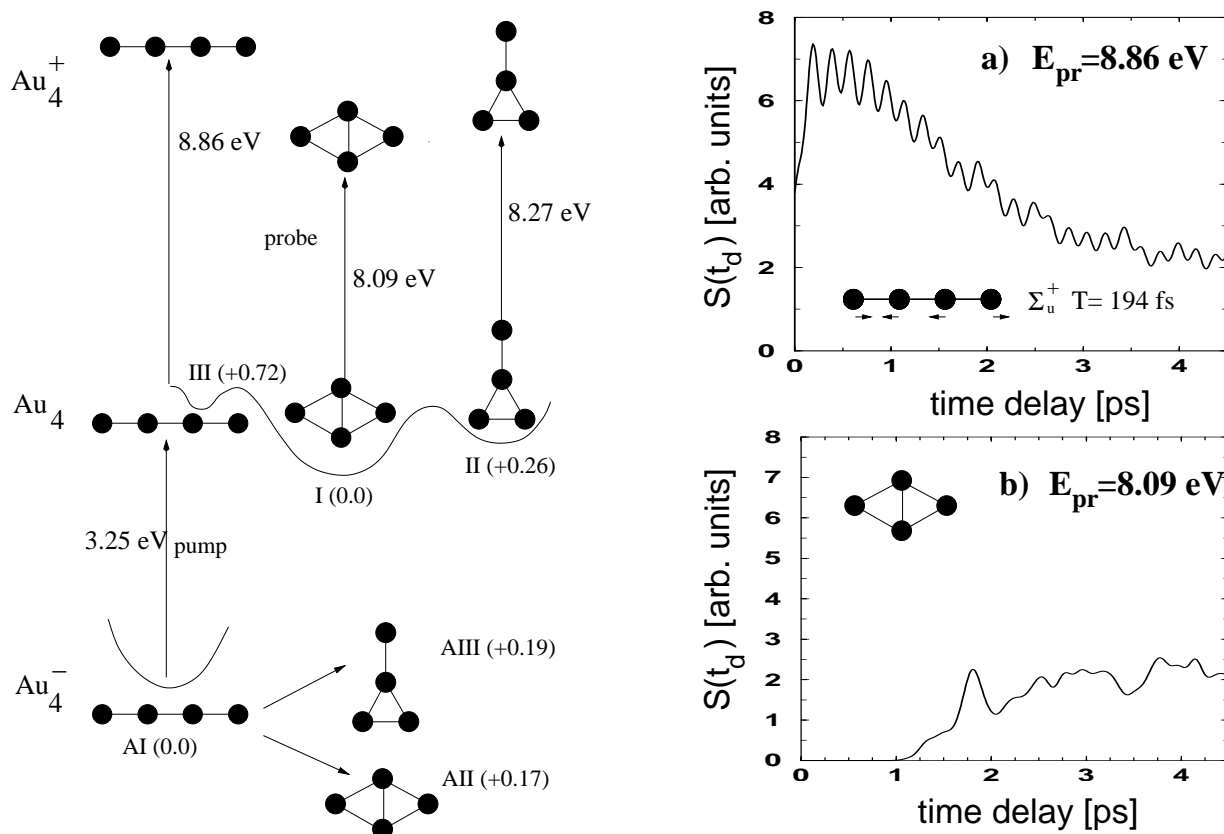 Au4+
8.86 eV
probe
8.09 eV
8.27 eV
III (+0.72)
Au4
I (0.0)
II (+0.26)
3.25 eV
pump
Au4−
AI (0.0)
AIII (+0.19)
AII (+0.17)
a) Epr=8.86 eV
S(td) [arb. units]
8
7
6
5
4
3
2
1
0
Σu+ T= 194 fs
0 1 2 3 4
time delay [ps]
b) Epr=8.09 eV
S(td) [arb. units]
8
7
6
5
4
3
2
1
0
0 1 2 3 4
time delay [ps]